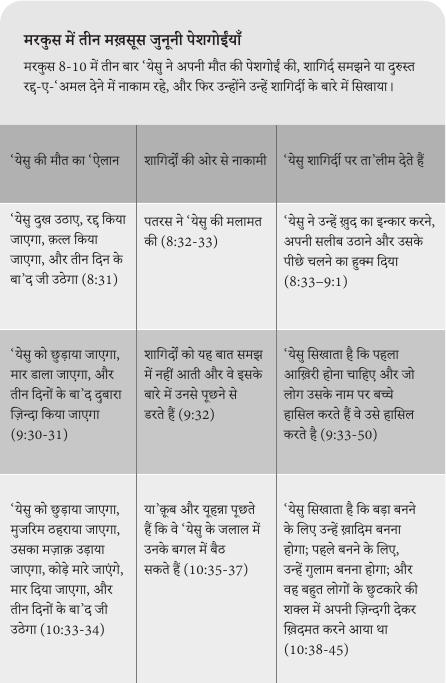 मरकुस में तीन मख़सूस जुनूनी पेशगोईयाँ
मरकुस 8-10 में तीन बार ‘येसु ने अपनी मौत की पेशगोई की, शागिर्द समझने या दुरुस्त
रद्द-ए-‘अमल देने में नाकाम रहे, और फिर उन्होंने उन्हें शागिर्दी के बारे में सिखाया।
‘येसु की मौत का ‘ऐलान
शागिर्दों की ओर से नाकामी
‘येसु शागिर्दी पर ता’लीम देते हैं
‘येसु दुख उठाए, रद्द किया
जाएगा, क़त्ल किया
जाएगा, और तीन दिन के
बा’द जी उठेगा (8:31)
पतरस ने ‘येसु की मलामत
की (8:32-33)
‘येसु ने उन्हें ख़ुद का इन्कार करने,
अपनी सलीब उठाने और उसके
पीछे चलने का हुक्म दिया
(8:33–9:1)
‘येसु को छुड़ाया जाएगा,
मार डाला जाएगा, और
तीन दिनों के बा’द दुबारा
ज़िन्दा किया जाएगा
(9:30-31)
शागिर्दों को यह बात समझ
में नहीं आती और वे इसके
बारे में उनसे पूछने से
डरते हैं (9:32)
‘येसु सिखाता है कि पहला
आख़िरी होना चाहिए और जो
लोग उसके नाम पर बच्चे
हासिल करते हैं वे उसे हासिल
करते है (9:33-50)
‘येसु को छुड़ाया जाएगा,
मुजरिम ठहराया जाएगा,
उसका मज़ाक़ उड़ाया
जाएगा, कोड़े मारे जाएंगे,
मार दिया जाएगा, और
तीन दिनों के बा’द जी
उठेगा (10:33-34)
या’क़ूब और यूहन्ना पूछते
हैं कि वे ‘येसु के जलाल में
उनके बगल में बैठ
सकते हैं (10:35-37)
‘येसु सिखाता है कि बड़ा बनने
के लिए उन्हें ख़ादिम बनना
होगा; पहले बनने के लिए,
उन्हें गुलाम बनना होगा; और
वह बहुत लोगों के छुटकारे की
शक्ल में अपनी ज़िन्दगी देकर
ख़िदमत करने आया था
(10:38-45)